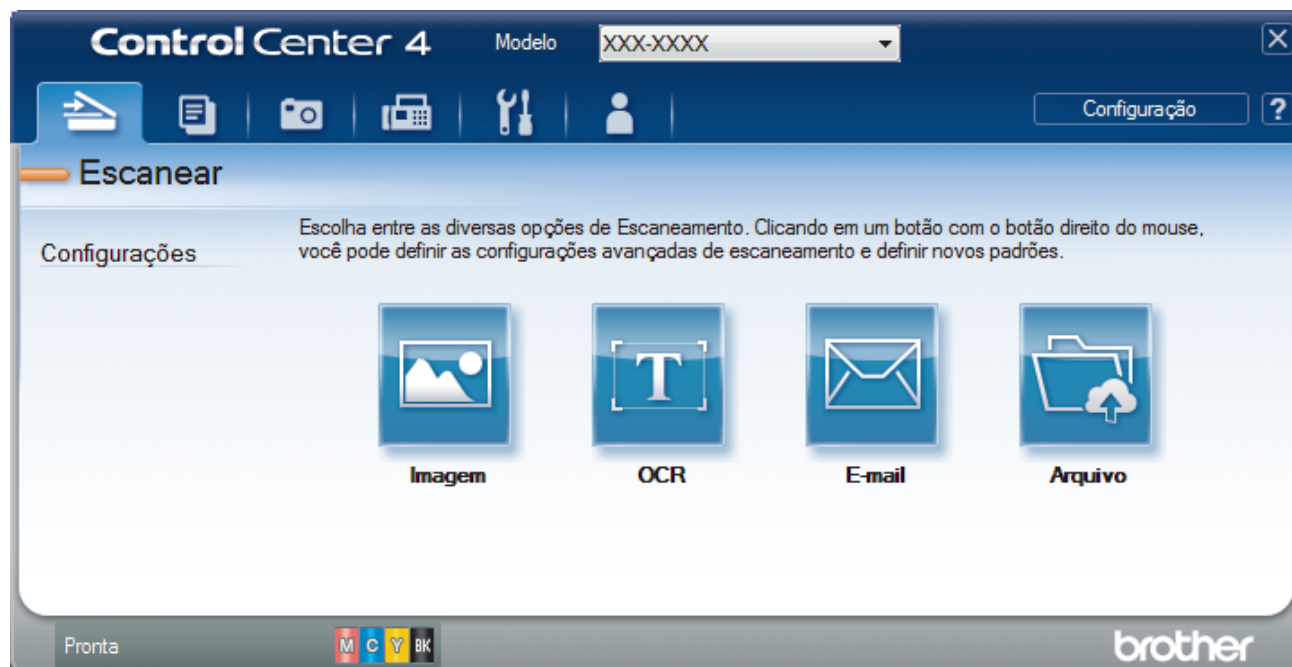 Control Center 4 Modelo XXX-XXXX
Configuração ?
Escanear
Configurações
Escolha entre as diversas opções de Escaneamento. Clicando em um botão com o botão direito do mouse,
você pode definir as configurações avançadas de escaneamento e definir novos padrões.
T
Imagem OCR E-mail Arquivo
Pronta M C Y BK brother